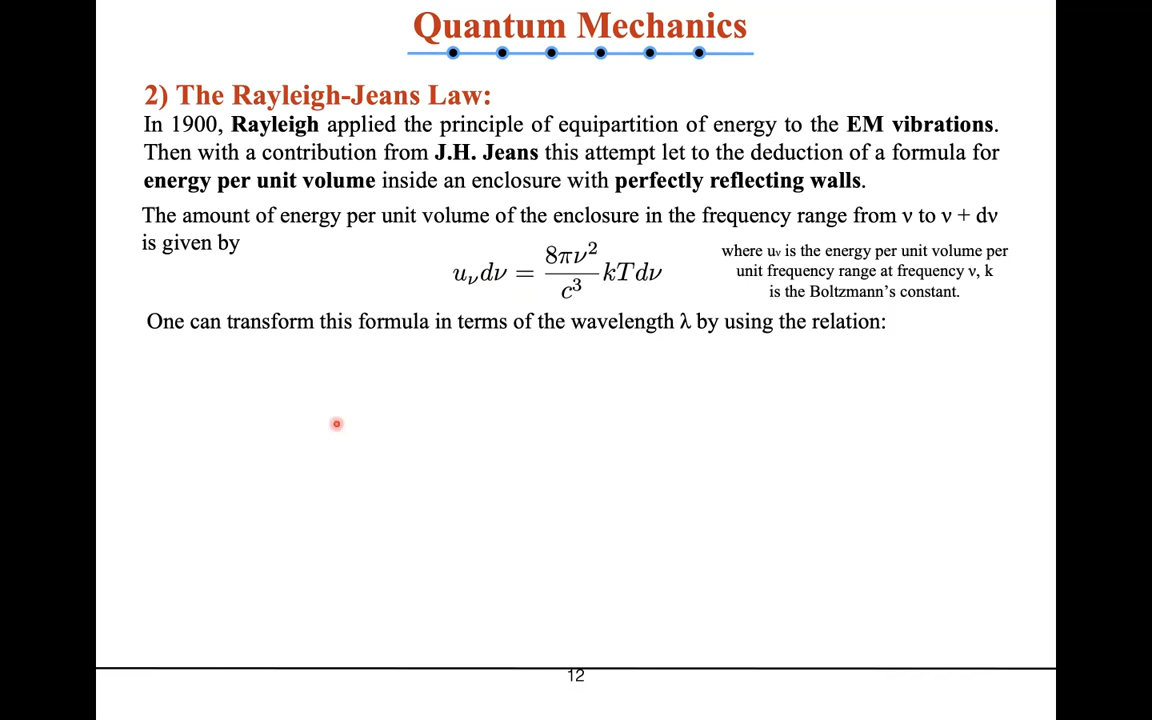 Quantum Mechanics
2) The Rayleigh-Jeans Law:
In 1900, Rayleigh applied the principle of equipartition of energy to the EM vibrations.
Then with a contribution from J.H. Jeans this attempt let to the deduction of a formula for
energy per unit volume inside an enclosure with perfectly reflecting walls.
The amount of energy per unit volume of the enclosure in the frequency range from ν to ν + dν
is given by
u_ν dν = \frac{8πν^2}{c^3} kT dν
where uν is the energy per unit volume per
unit frequency range at frequency ν, k
is the Boltzmann’s constant.
One can transform this formula in terms of the wavelength λ by using the relation:
12